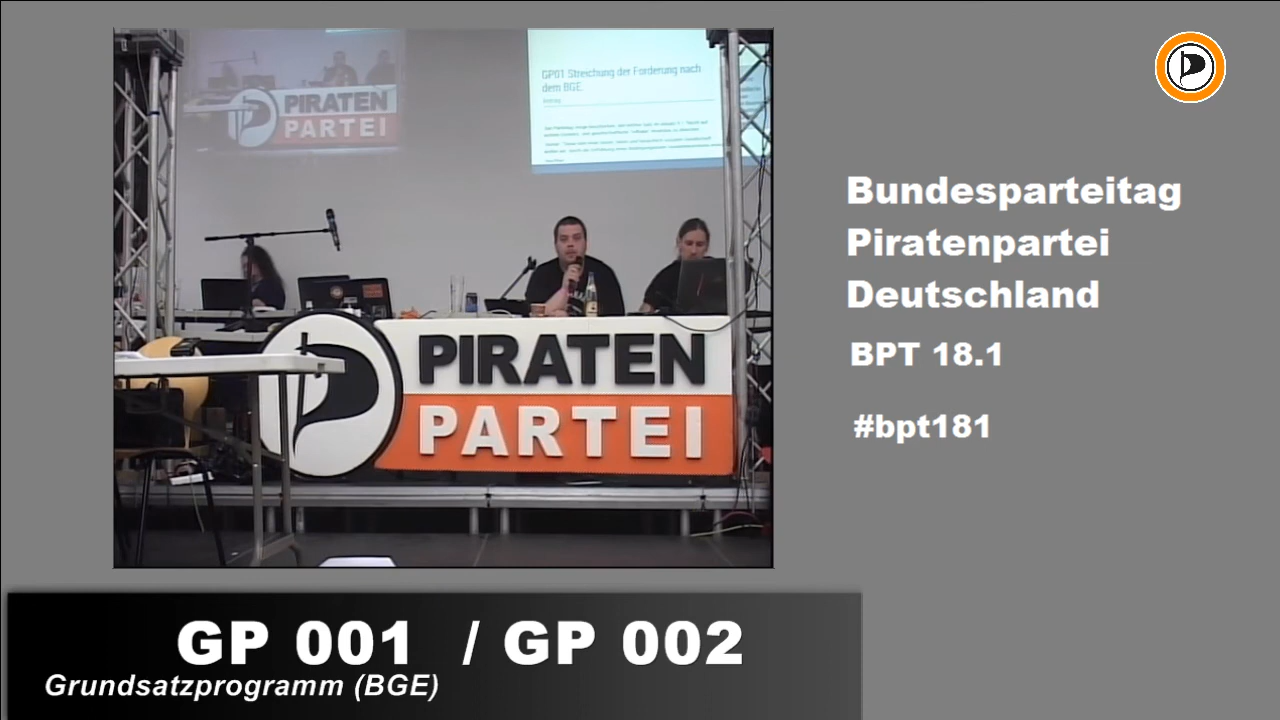 PIRATEN
PARTEI
GP01 Streichung der Forderung nach
dem BGE.
PIRATEN
PARTEI
Bundesparteitag
Piratenpartei
Deutschland
BPT 18.1
#bpt181
GP 001 / GP 002
Grundsatzprogramm (BGE)